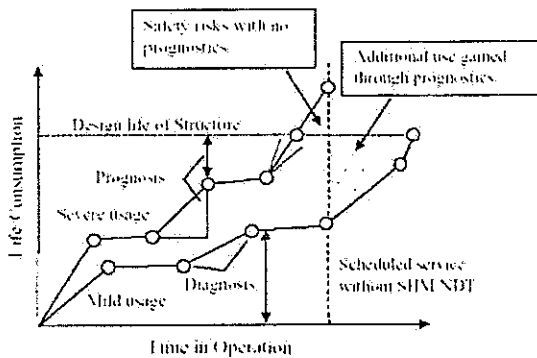 Safety risks with no
prognostics.
Additional use gained
through prognostics.
Design life of Structure
Prognosis
Severe usage
Life Consumption
Mild usage
Diagnosis
Scheduled service
without SHM NDT
Time in Operation